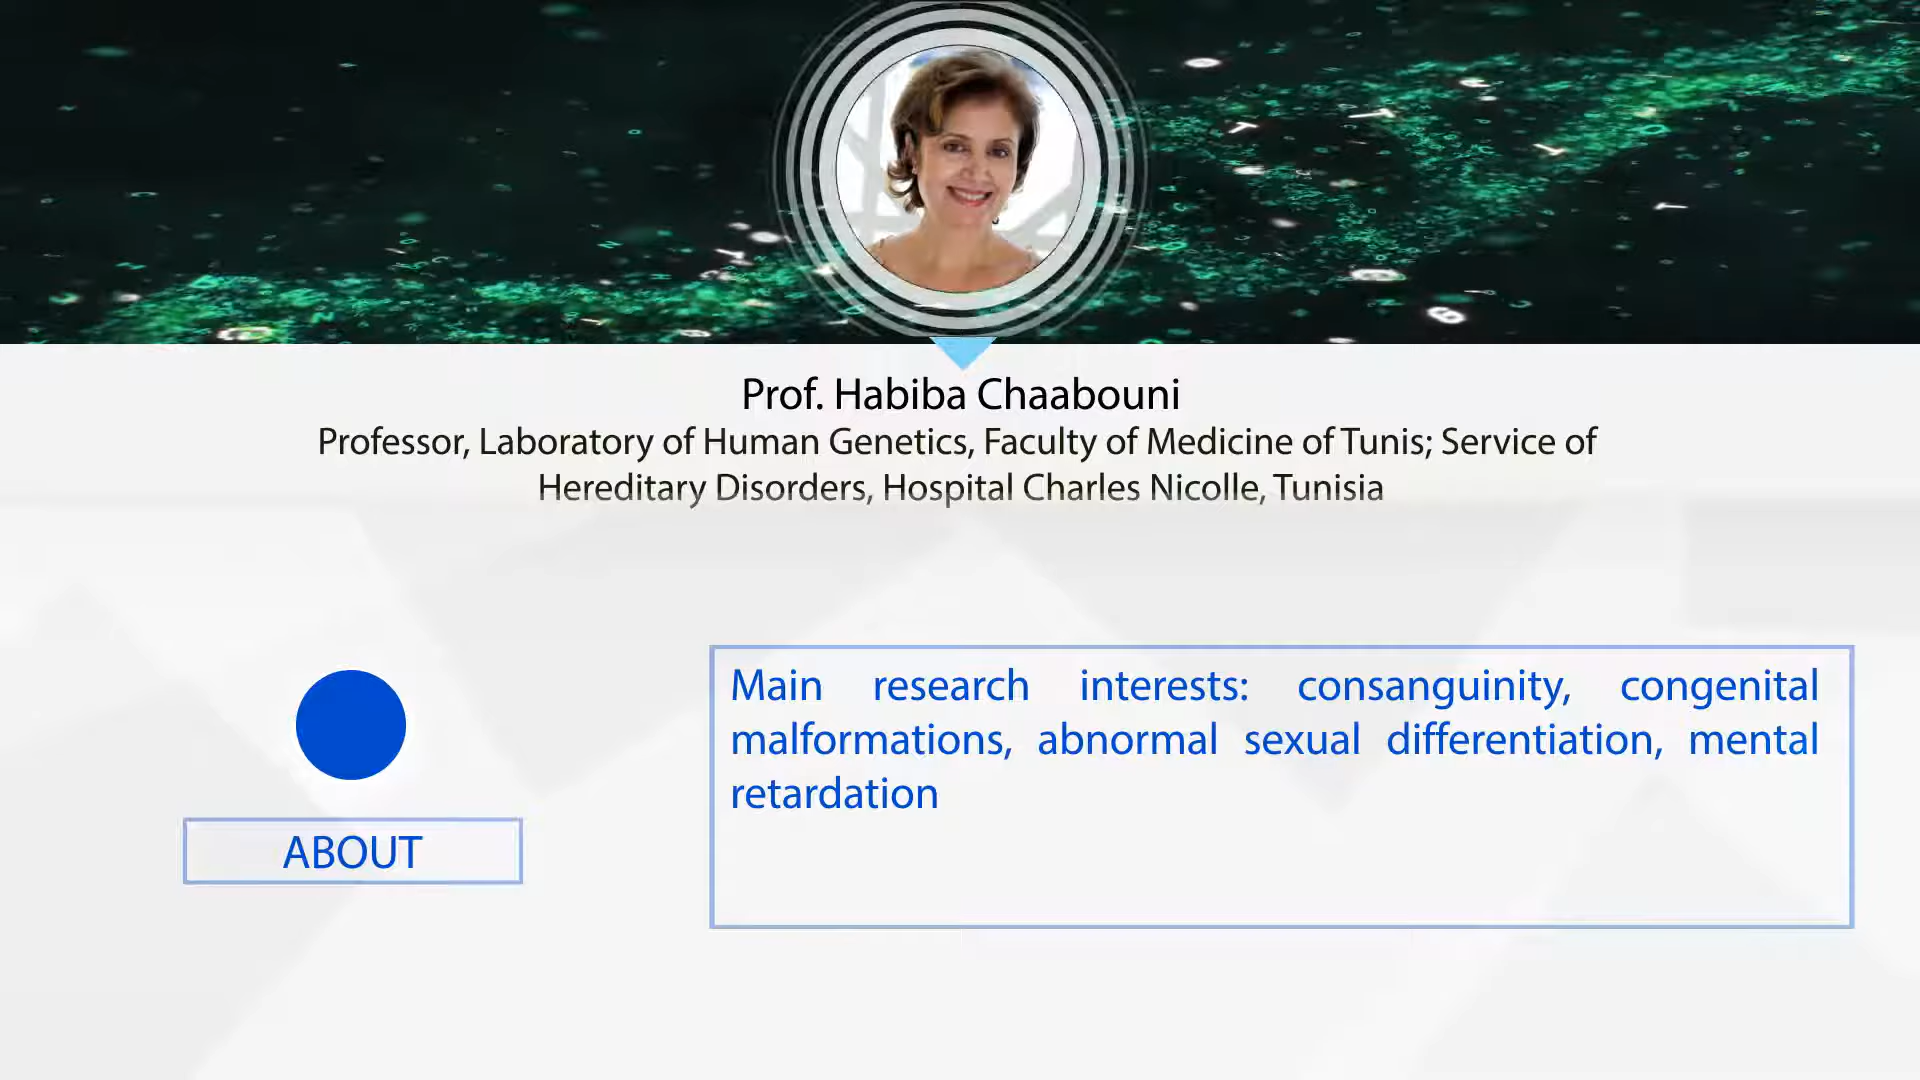 Prof. Habiba Chaabouni
Professor, Laboratory of Human Genetics, Faculty of Medicine of Tunis; Service of
Hereditary Disorders, Hospital Charles Nicolle, Tunisia
Main research interests: consanguinity, congenital
malformations, abnormal sexual differentiation, mental
retardation
ABOUT